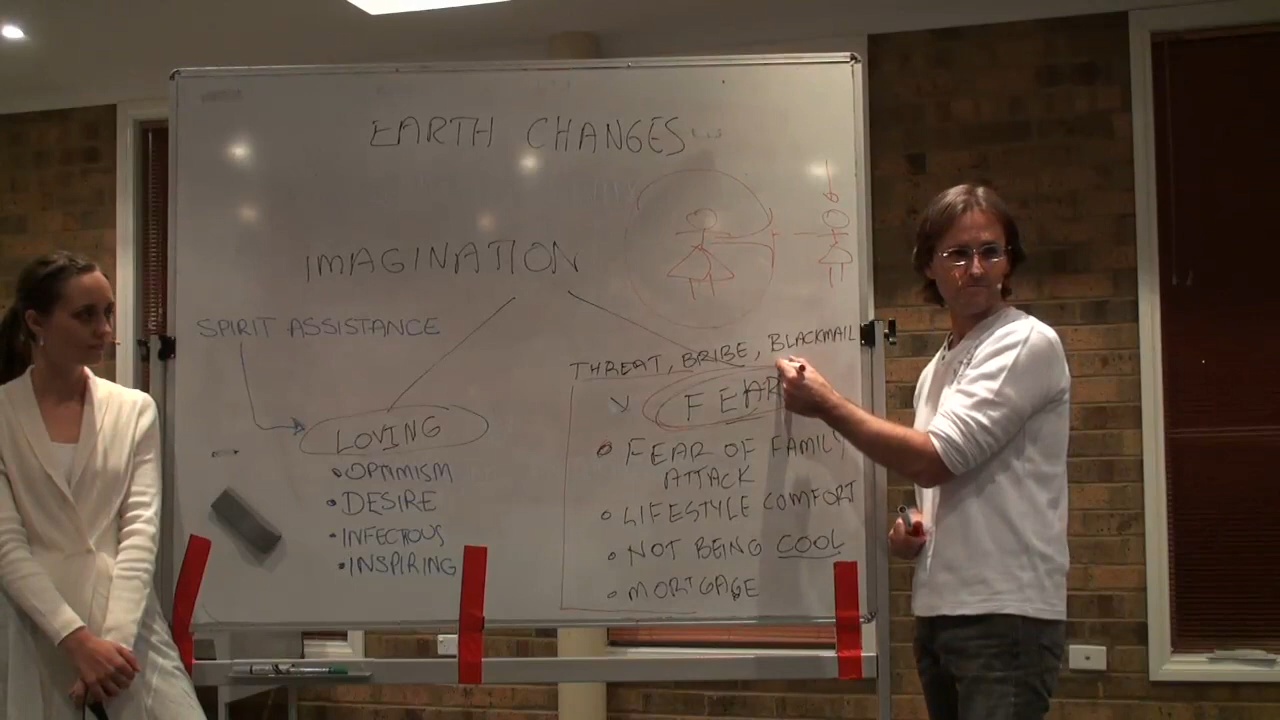 EARTH CHANGES...
IMAGINATION
SPIRIT ASSISTANCE
LOVING
• OPTIMISM
• DESIRE
• INFECTIOUS
• INSPIRING
THREAT, BRIBE, BLACKMAIL
FEAR
• FEAR OF FAMILY
ATTACK
• LIFESTYLE COMFORT
• NOT BEING COOL
• MORTGAGE